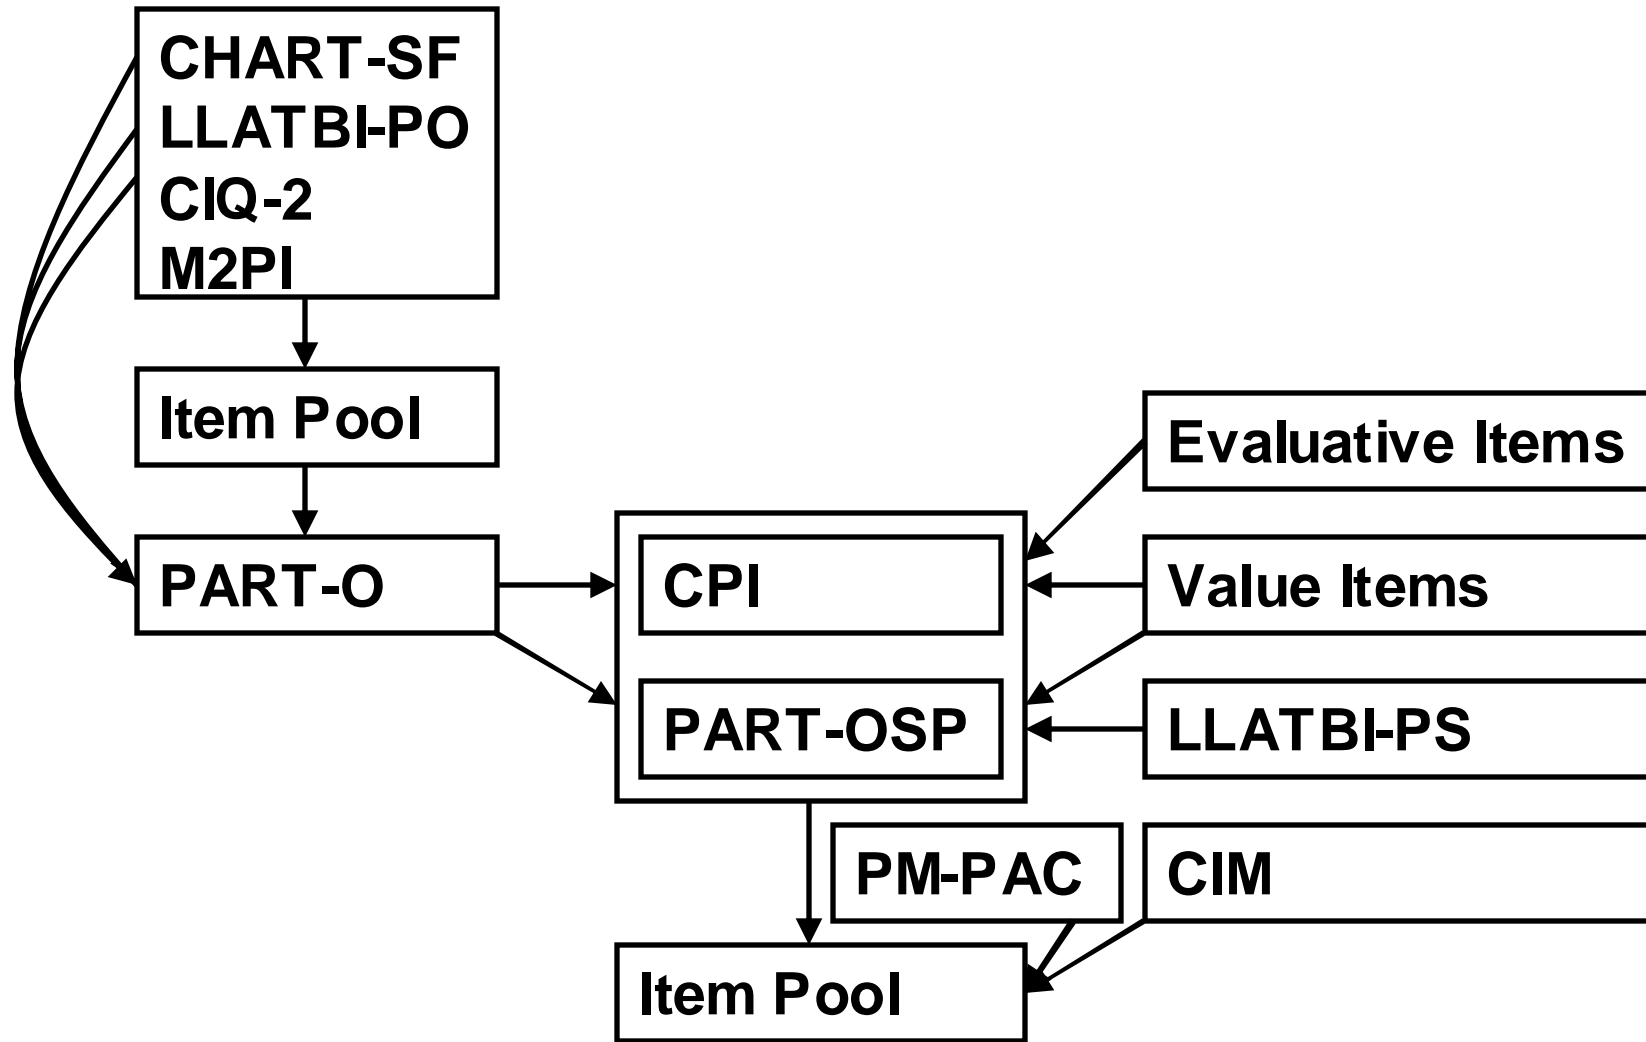 CHART-SF
LLATBI-PO
CIQ-2
M2PI
Item Pool
Evaluative Items
PART-O
CPI
Value Items
PART-OSP
LLATBI-PS
PM-PAC
CIM
Item Pool